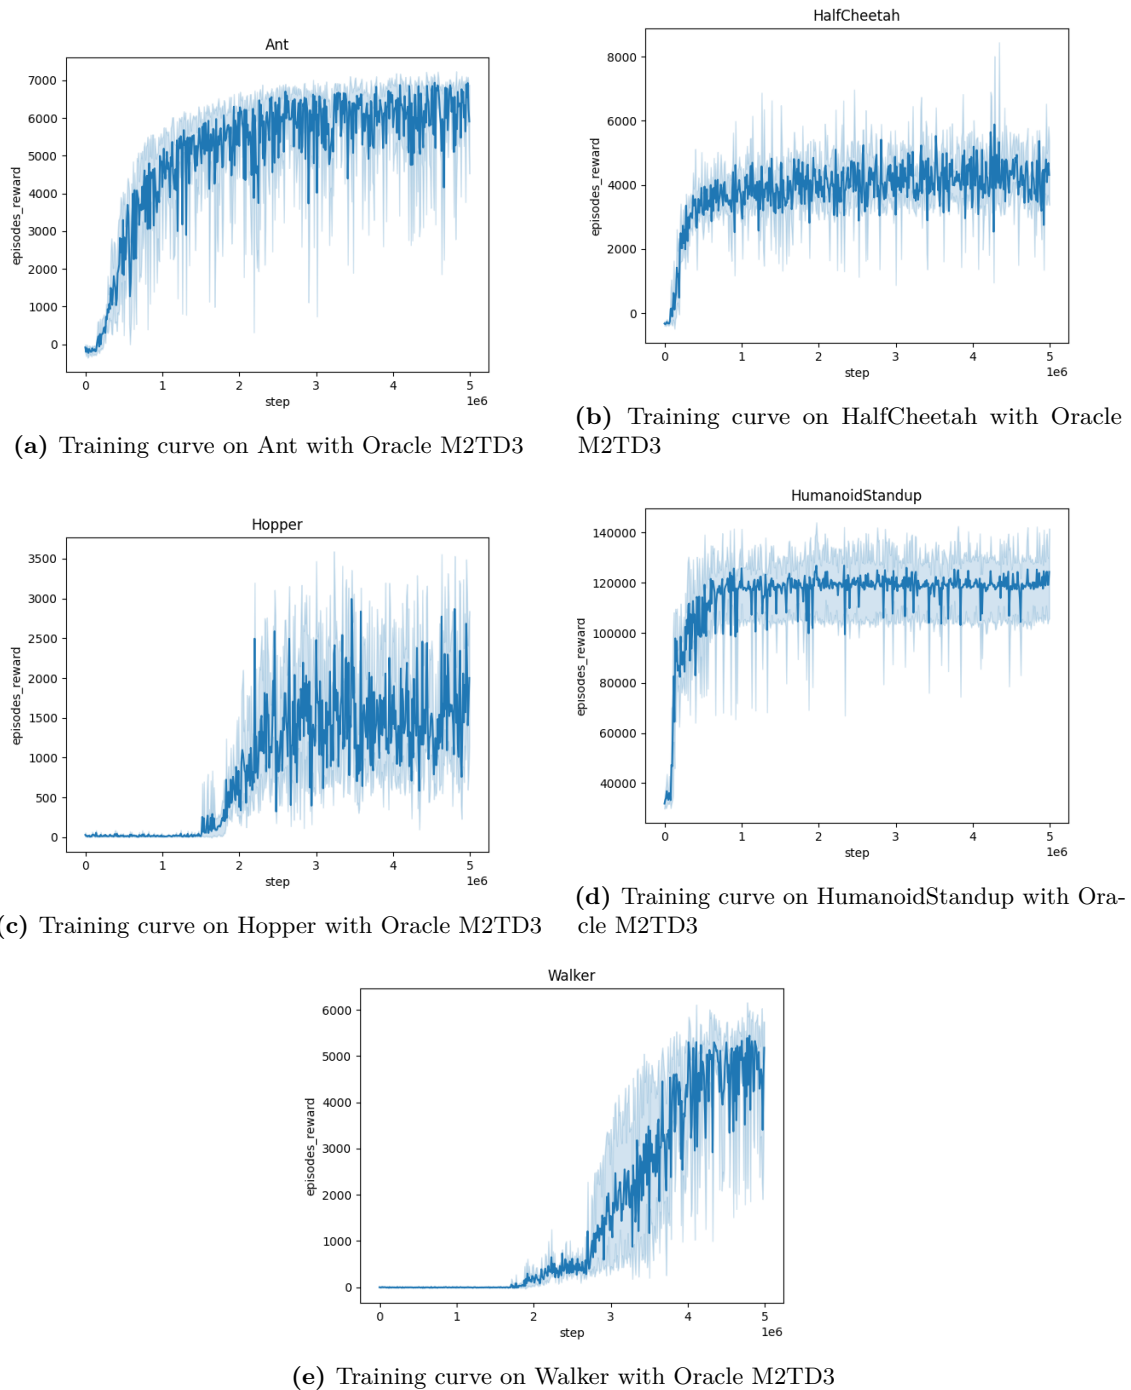 Ant
7000
6000
5000
4000
3000
2000
1000
0
episodes_reward
0 1 2 3 4 5
step
1e6
(a) Training curve on Ant with Oracle M2TD3
HalfCheetah
8000
6000
4000
2000
0
episodes_reward
0 1 2 3 4 5
step
1e6
(b) Training curve on HalfCheetah with Oracle
M2TD3
Hopper
3500
3000
2500
2000
1500
1000
500
0
episodes_reward
0 1 2 3 4 5
step
1e6
(c) Training curve on Hopper with Oracle M2TD3
HumanoidStandup
140000
120000
100000
80000
60000
40000
episodes_reward
0 1 2 3 4 5
step
1e6
(d) Training curve on HumanoidStandup with Ora-
cle M2TD3
Walker
6000
5000
4000
3000
2000
1000
0
episodes_reward
0 1 2 3 4 5
step
1e6
(e) Training curve on Walker with Oracle M2TD3